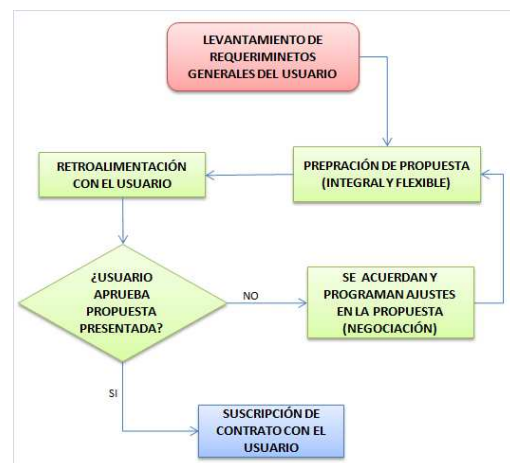 LEVANTAMIENTO DE
REQUERIMINETOS
GENERALES DEL USUARIO
PREPRACIÓN DE PROPUESTA
(INTEGRAL Y FLEXIBLE)
RETROALIMENTACIÓN
CON EL USUARIO
¿USUARIO
APRUEBA
PROPUESTA
PRESENTADA?
NO
SE ACUERDAN Y
PROGRAMAN AJUSTES
EN LA PROPUESTA
(NEGOCIACIÓN)
SI
SUSCRIPCIÓN DE
CONTRATO CON EL
USUARIO